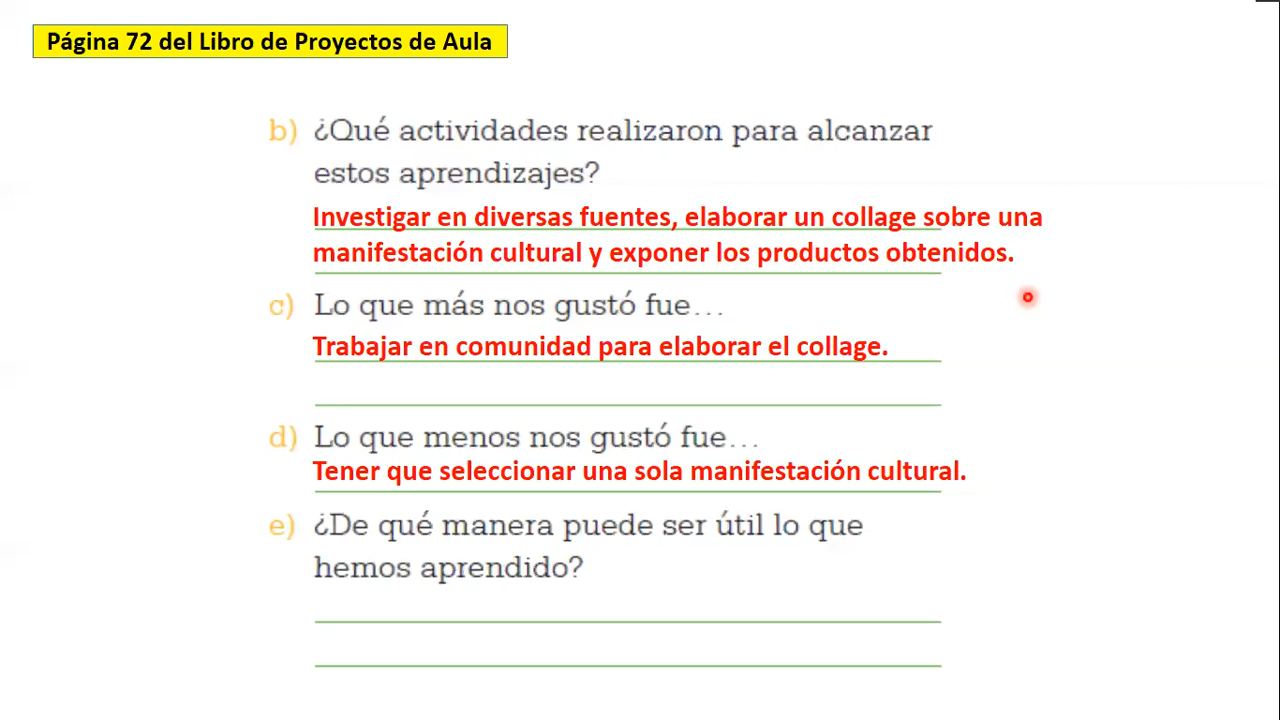 Página 72 del Libro de Proyectos de Aula
b) ¿Qué actividades realizaron para alcanzar
estos aprendizajes?
Investigar en diversas fuentes, elaborar un collage sobre una
manifestación cultural y exponer los productos obtenidos.
c) Lo que más nos gustó fue...
Trabajar en comunidad para elaborar el collage.
d) Lo que menos nos gustó fue...
Tener que seleccionar una sola manifestación cultural.
e) ¿De qué manera puede ser útil lo que
hemos aprendido?